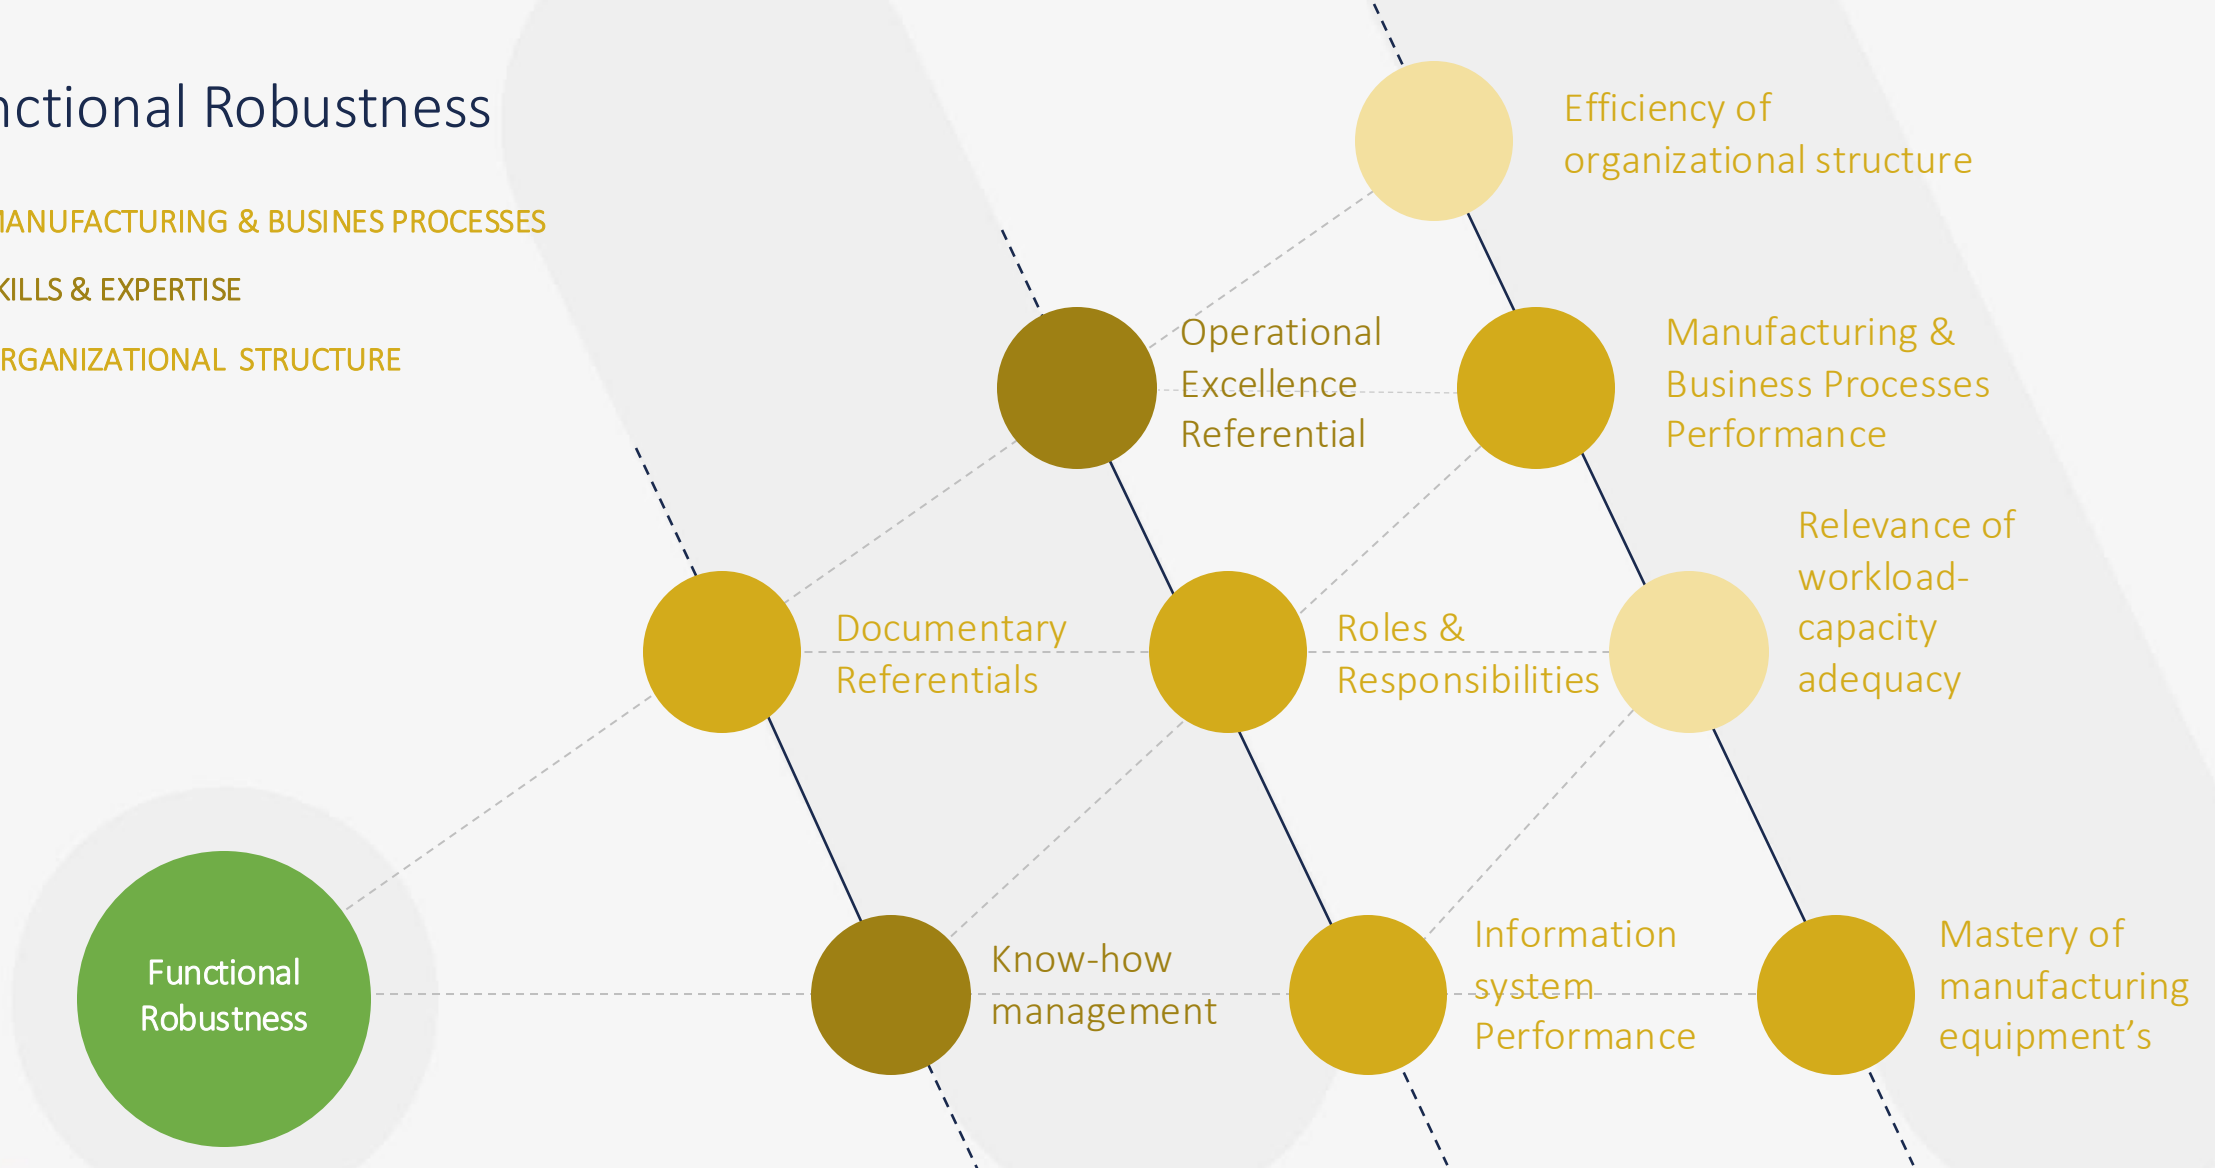 nctional Robustness
MANUFACTURING & BUSINES PROCESSES
KILLS & EXPERTISE
RGANIZATIONAL STRUCTURE
Efficiency of
organizational structure
Operational
Excellence
Referential
Manufacturing &
Business Processes
Performance
Relevance of
workload-
capacity
adequacy
Documentary
Referentials
Roles &
Responsibilities
Functional
Robustness
Know-how
management
Information
system
Performance
Mastery of
manufacturing
equipment’s